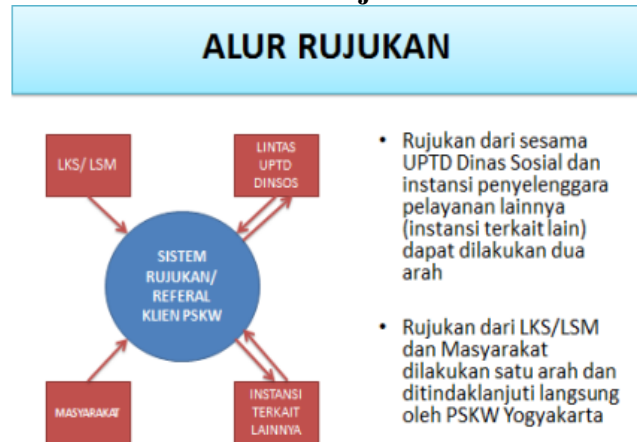 ALUR RUJUKAN
LKS/ LSM
LINTAS
UPTD
DINSOS
SISTEM
RUJUKAN/
REFERAL
KLIEN PSKW
MASYARAKAT
INSTANSI
TERKAIT
LAINNYA
• Rujukan dari sesama
UPTD Dinas Sosial dan
instansi penyelenggara
pelayanan lainnya
(instansi terkait lain)
dapat dilakukan dua
arah
• Rujukan dari LKS/LSM
dan Masyarakat
dilakukan satu arah dan
ditindaklanjuti langsung
oleh PSKW Yogyakarta